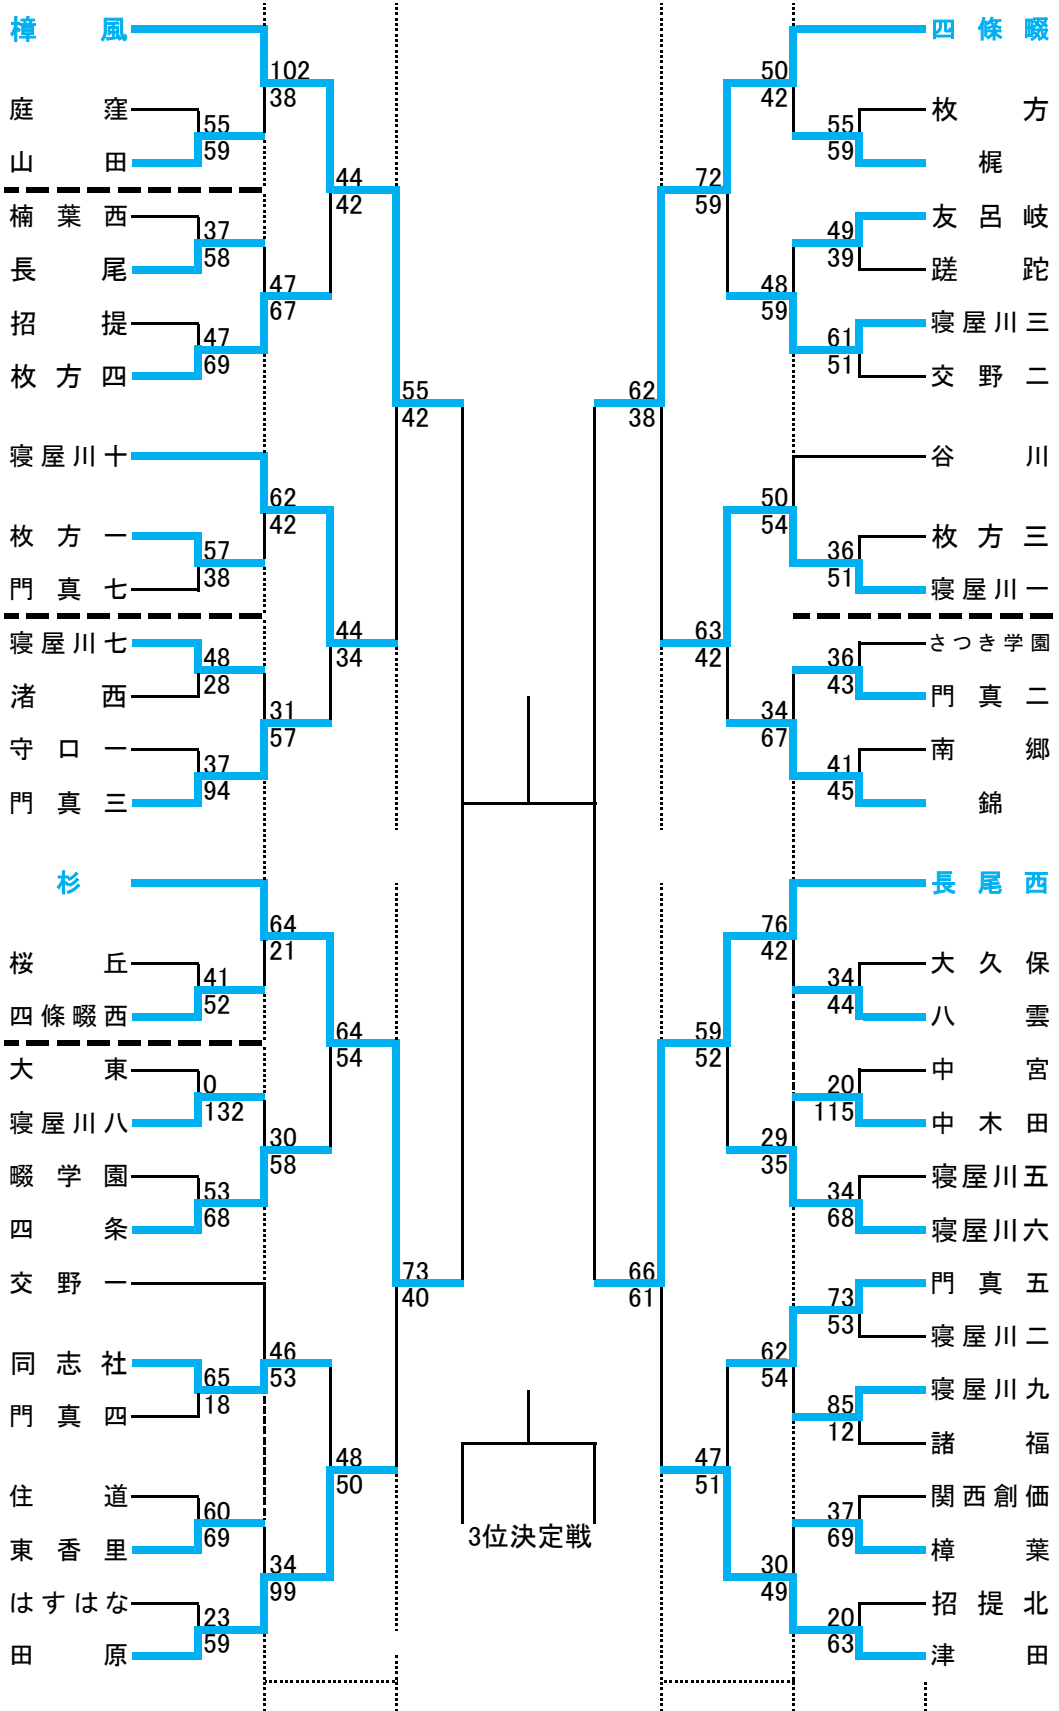 樟風
102
38
庭窪
55
59
山田
44
42
楠葉西
37
58
長尾
47
67
招提
47
69
枚方四
55
42
寝屋川十
62
42
枚方一
57
38
門真七
44
34
寝屋川七
48
28
渚西
31
57
守口一
37
94
門真三
杉
64
21
桜丘
41
52
四條畷西
64
54
大東
0
132
寝屋川八
30
58
畷学園
53
68
四条
73
40
交野一
46
53
同志社
65
18
門真四
48
50
住道
60
69
東香里
34
99
はすはな
23
59
田原
四條畷
50
42
枚方
55
59
梶
72
59
友呂岐
49
39
蹉跎
48
59
寝屋川三
61
51
交野二
62
38
谷川
50
54
枚方三
36
51
寝屋川一
63
42
さつき学園
36
43
門真二
34
67
南郷
41
45
錦
長尾西
76
42
大久保
34
44
八雲
59
52
中宮
20
115
中木田
29
35
寝屋川五
34
68
寝屋川六
66
61
門真五
73
53
寝屋川二
62
54
寝屋川九
85
12
諸福
47
51
関西創価
37
69
樟葉
30
49
招提北
20
63
津田
3位決定戦